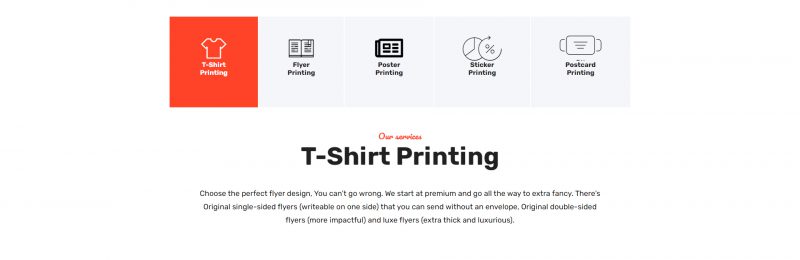 T-Shirt
Printing
Flyer
Printing
Poster
Printing
Sticker
Printing
Postcard
Printing
Our services
T-Shirt Printing
Choose the perfect flyer design, You can't go wrong. We start at premium and go all the way to extra fancy. There's
Original single-sided flyers (writeable on one side) that you can send without an envelope, Original double-sided
flyers (more impactful) and luxe flyers (extra thick and luxurious).